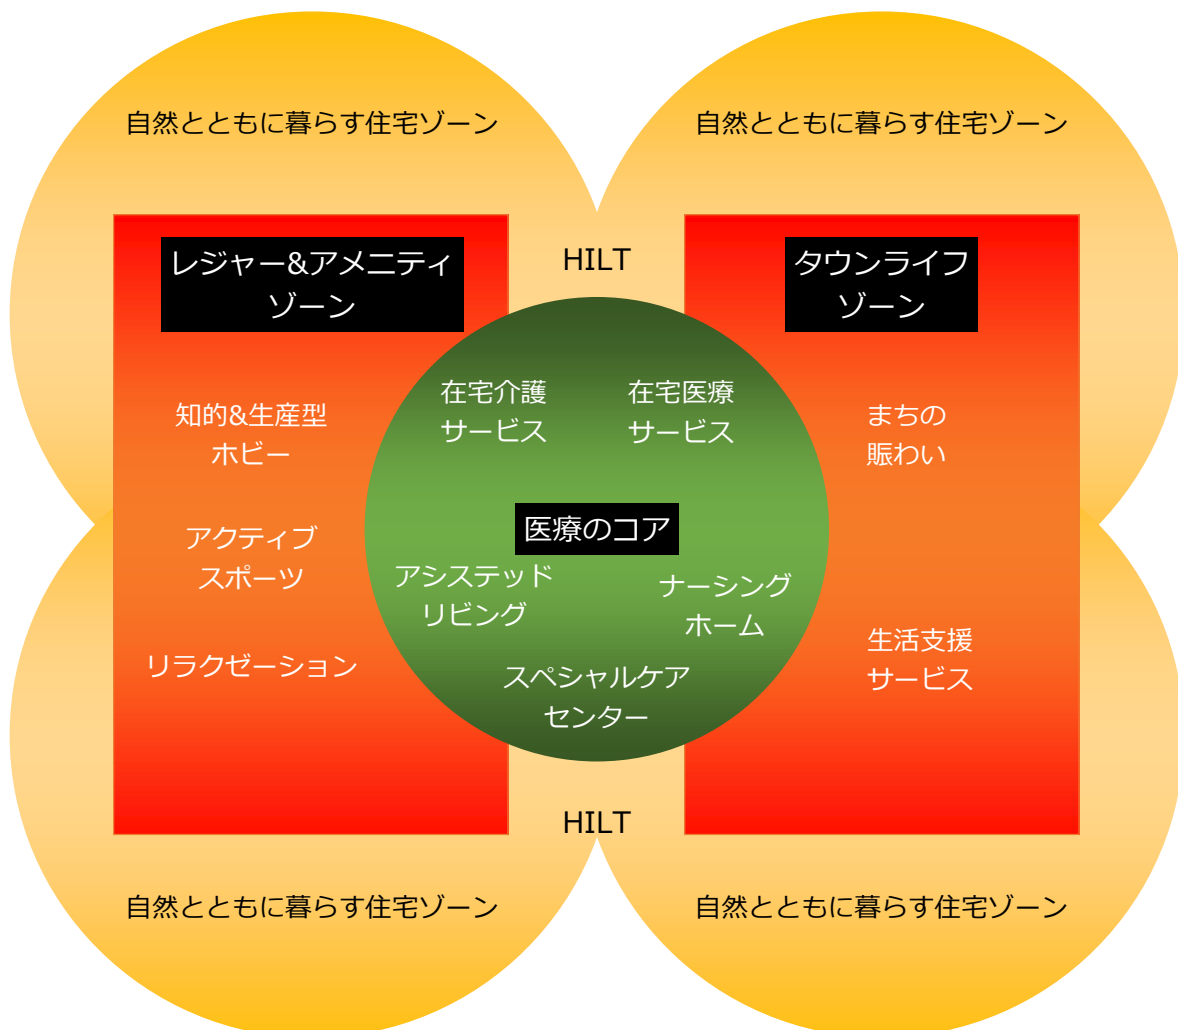 自然とともに暮らす住宅ゾーン
自然とともに暮らす住宅ゾーン
HILT
レジャー&アメニティ
ゾーン
知的&生産型
ホビー
アクティブ
スポーツ
リラクゼーション
在宅介護
サービス
在宅医療
サービス
医療のコア
アシステッド
リビング
ナーシング
ホーム
スペシャルケア
センター
タウンライフ
ゾーン
まちの
賑わい
生活支援
サービス
HILT
自然とともに暮らす住宅ゾーン
自然とともに暮らす住宅ゾーン